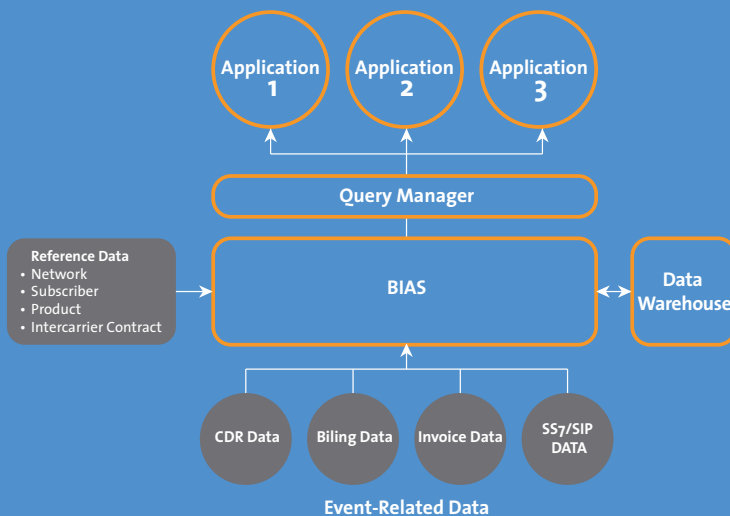 Application
1
Application
2
Application
3
Query Manager
Reference Data
• Network
• Subscriber
• Product
• Intercarrier Contract
BIAS
Data
Warehouse
CDR Data
Biling Data
Invoice Data
SS7/SIP
DATA
Event-Related Data